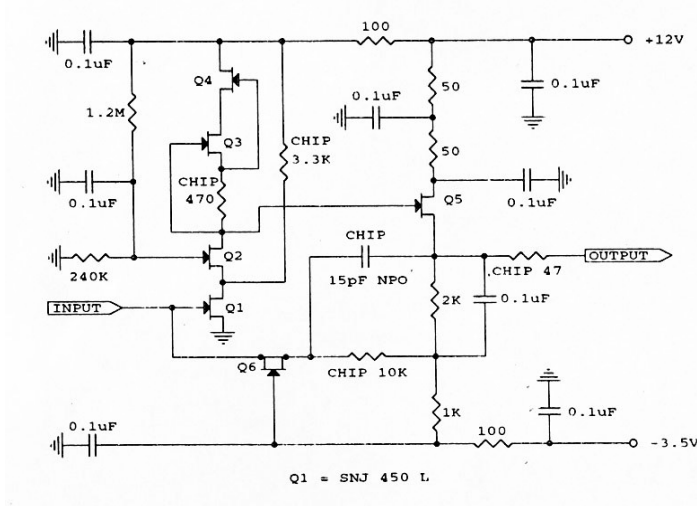 100
+12V
0.1uF
Q4
0.1uF
50
0.1uF
1.2M
Q3
CHIP
3.3K
50
CHIP
470
0.1uF
Q5
0.1uF
Q2
CHIP
240K
15pF NPO
CHIP 47
OUTPUT
INPUT
Q1
2K
0.1uF
Q6
CHIP 10K
0.1uF
1K
100
0.1uF
-3.5V
Q1 = SNJ 450 L